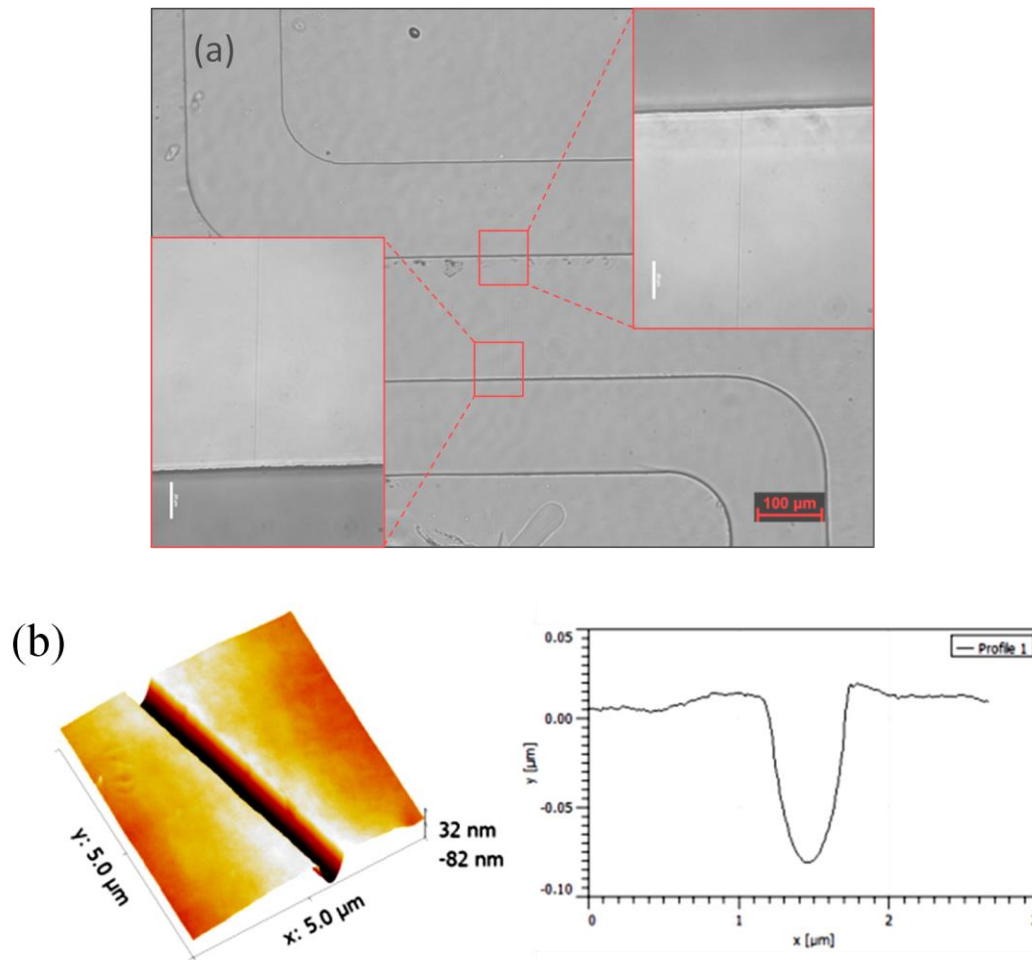 (a)
100 µm
(b)
y: 5.0 µm
x: 5.0 µm
32 nm
-82 nm
0.05
0.00
-0.05
-0.10
y [µm]
Profile 1
0
1
2
x [µm]